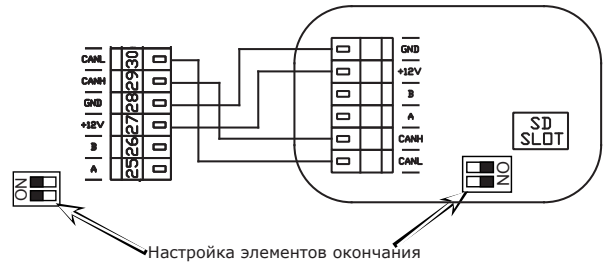 CANL 30
CANH 29
GND 28
+12V 27
B 26
A 25
GND
+12V
B
A
CANH
CANL
SD
SLOT
ON
ON
Настройка элементов окончания